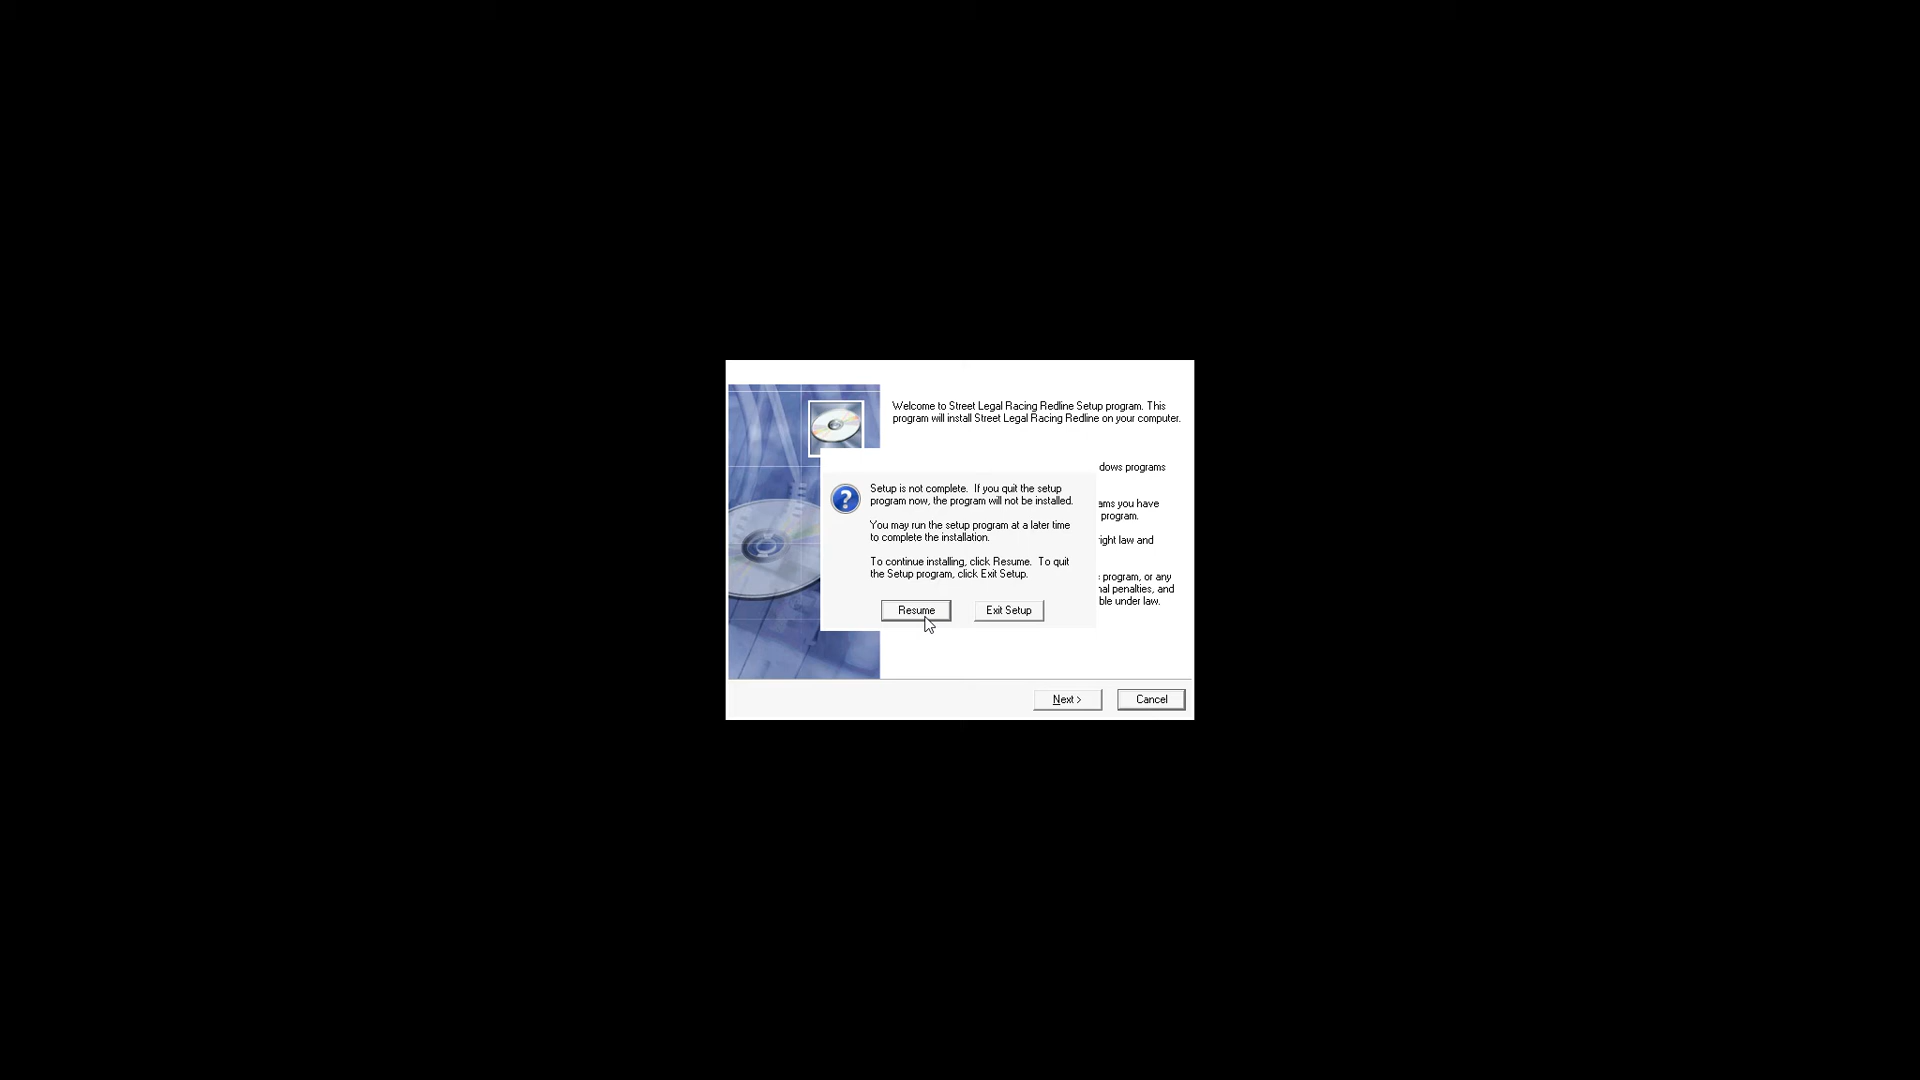 Welcome to Street Legal Racing Redline Setup program. This
program will install Street Legal Racing Redline on your computer.
dows programs
Setup is not complete. If you quit the setup
program now, the program will not be installed.
ams you have
program.
You may run the setup program at a later time
to complete the installation.
ight law and
To continue installing, click Resume. To quit
the Setup program, click Exit Setup.
program, or any
nal penalties, and
ble under law.
Resume
Exit Setup
Next >
Cancel